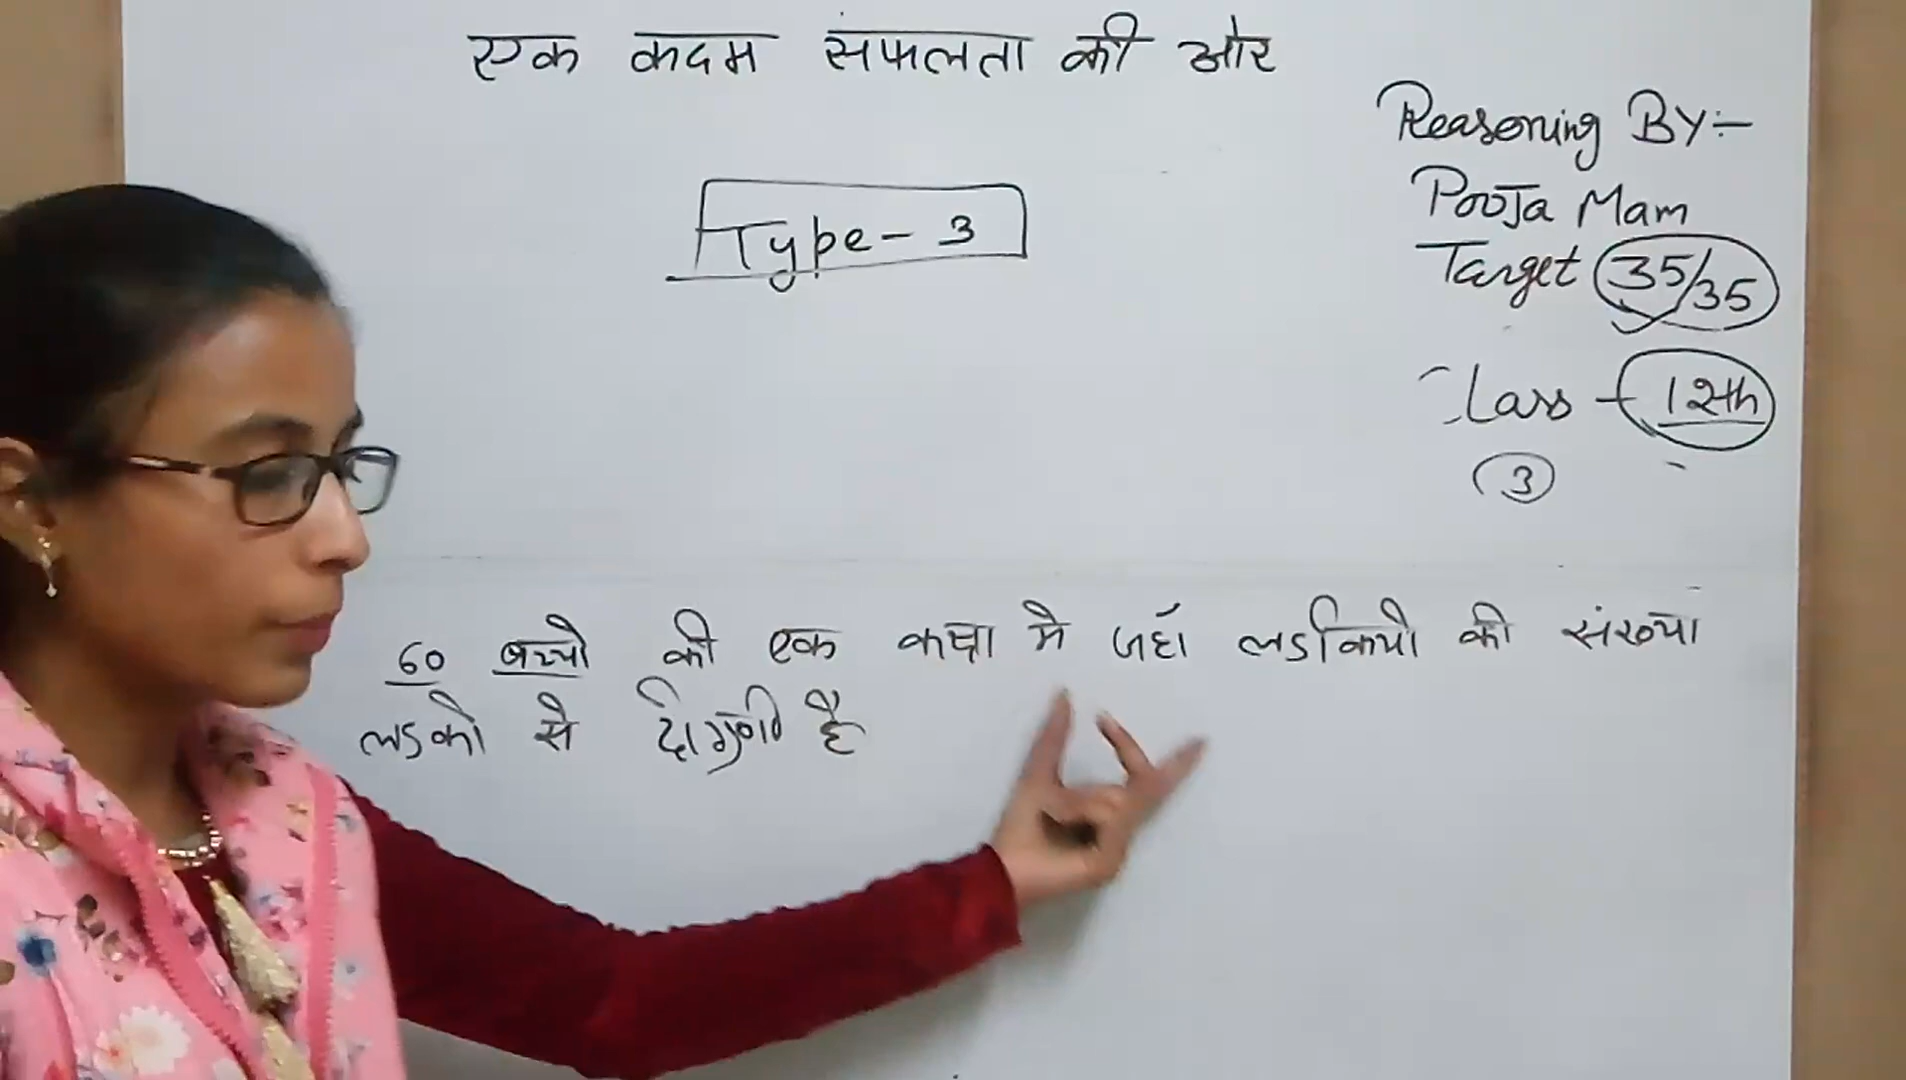 एक कदम सफलता की ओर
Reasoning BY:-
Pooja Mam
Target 35/35
Class - 12th
3
Type - 3
60 बच्चो की एक कक्षा मे जहाँ लडकियो की संख्या
लडको से दोगुनी है